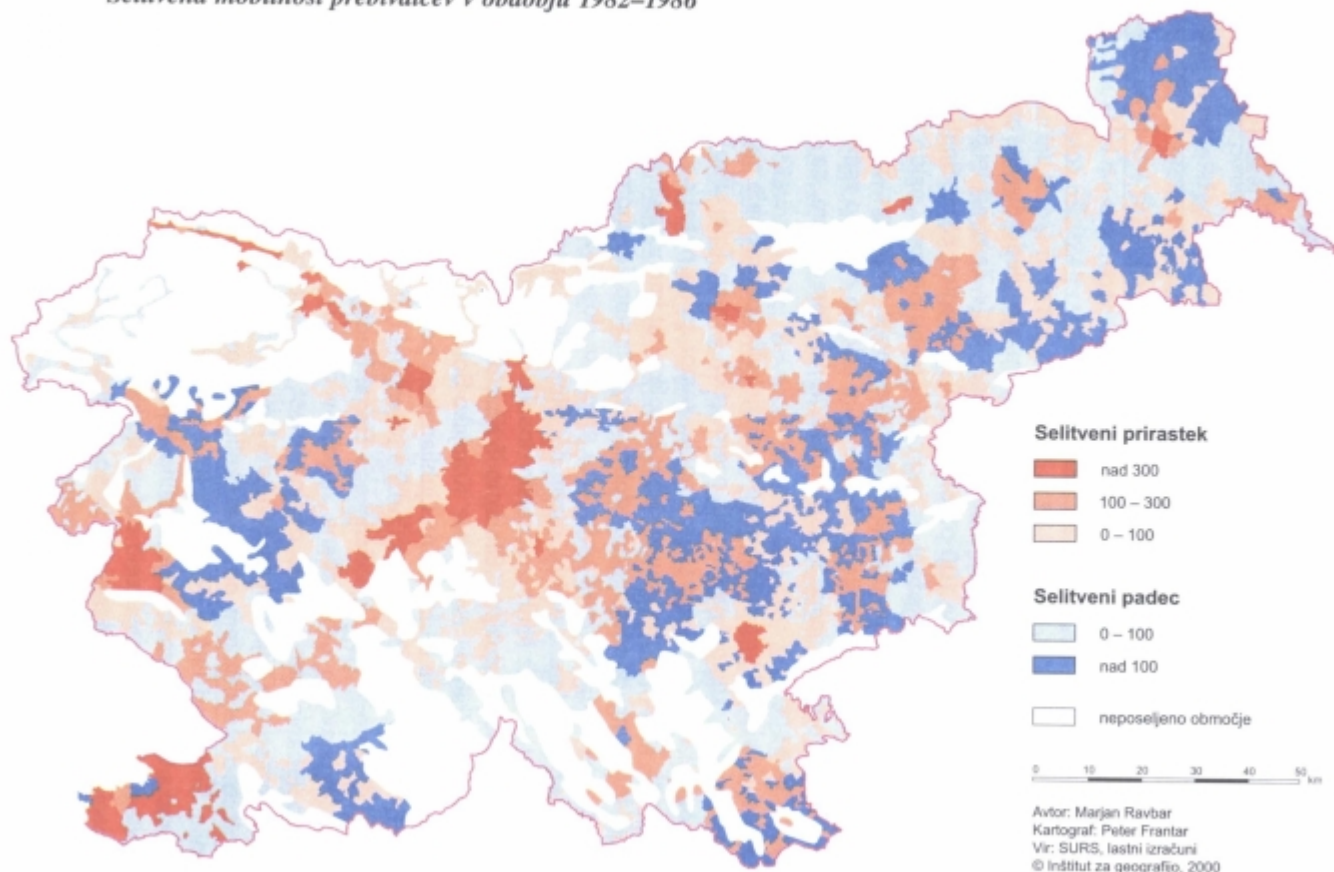 Selitvena mobilnost prebivalcev v obdobju 1982–1986
Selitveni prirastek
nad 300
100 – 300
0 – 100
Selitveni padec
0 – 100
nad 100
neposeljeno območje
0 10 20 30 40 50 km
Avtor: Marjan Ravbar
Kartograf: Peter Frantar
Vir: SURS, lastni izračuni
© Inštitut za geografijo, 2000